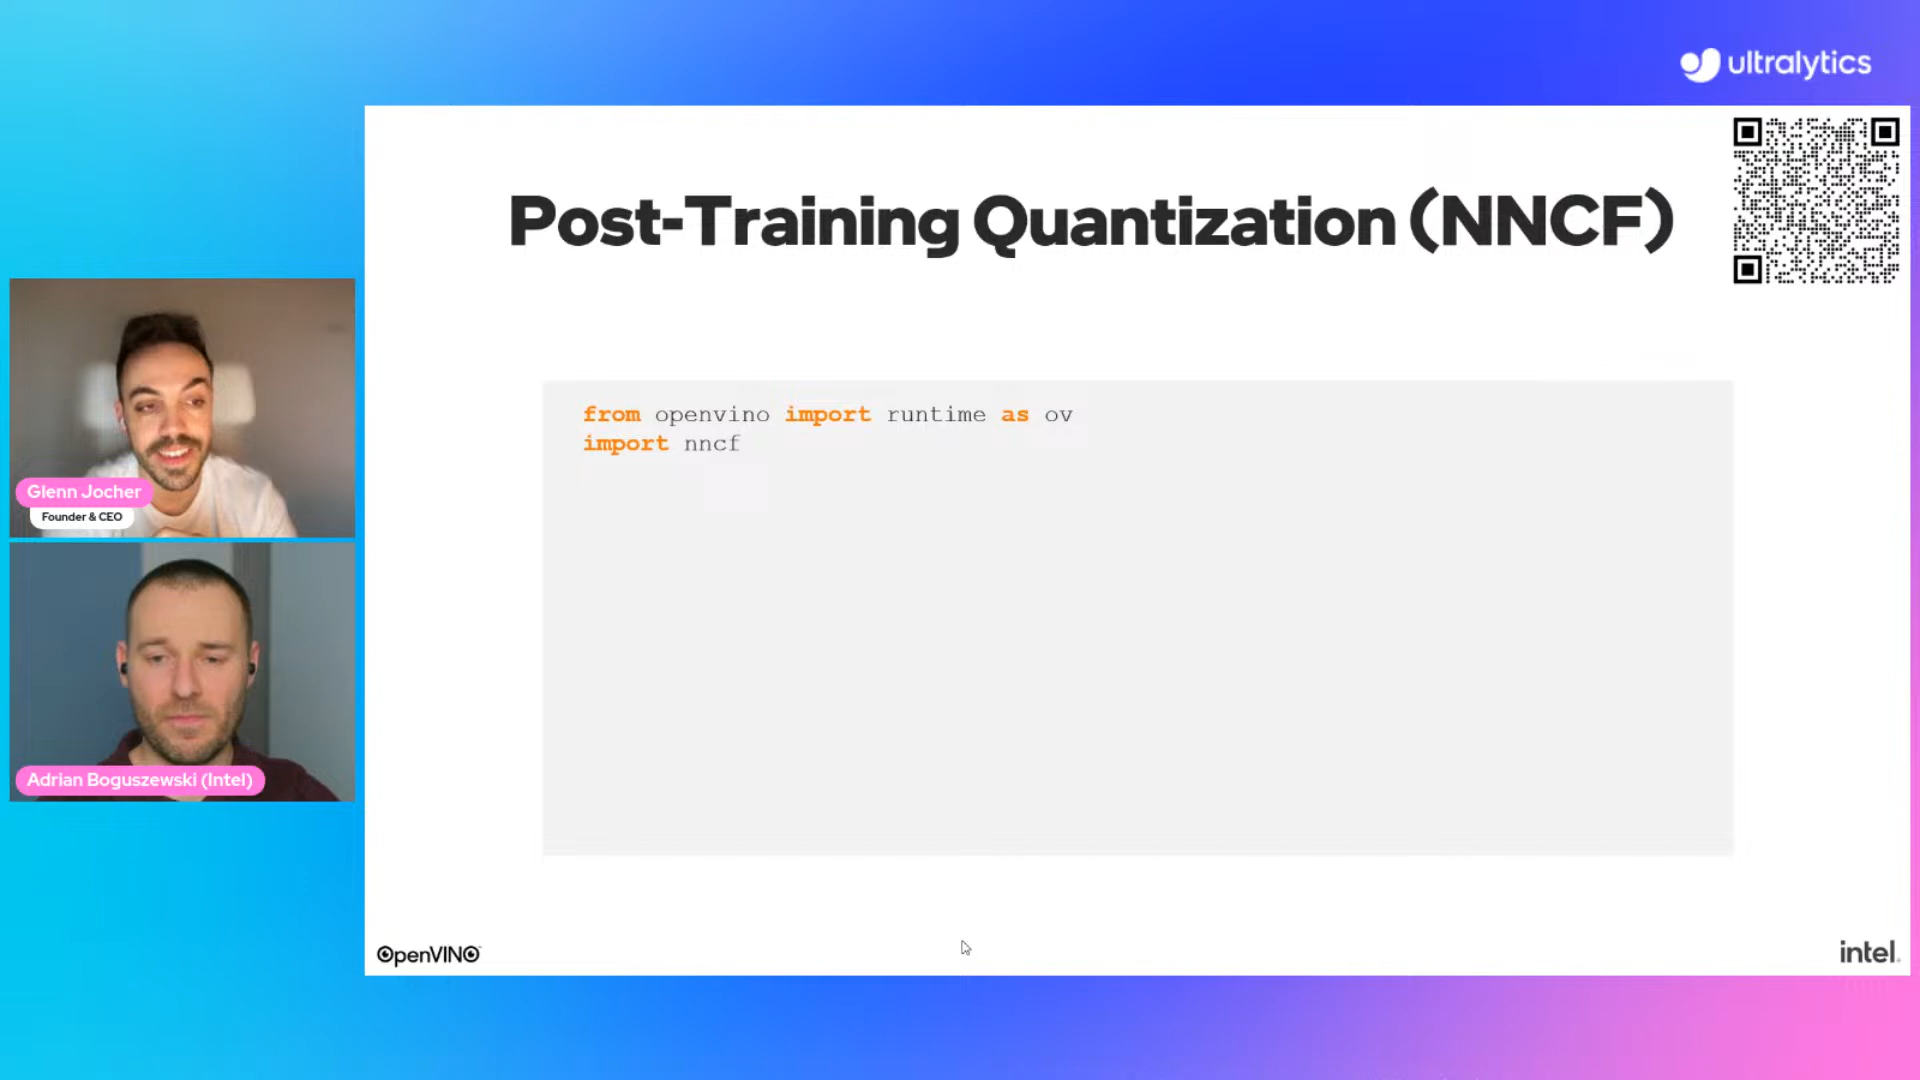 ultralytics
Post-Training Quantization (NNCF)
from openvino import runtime as ov
import nncf
Glenn Jocher
Founder & CEO
Adrian Boguszewski (Intel)
OpenVINO
intel.